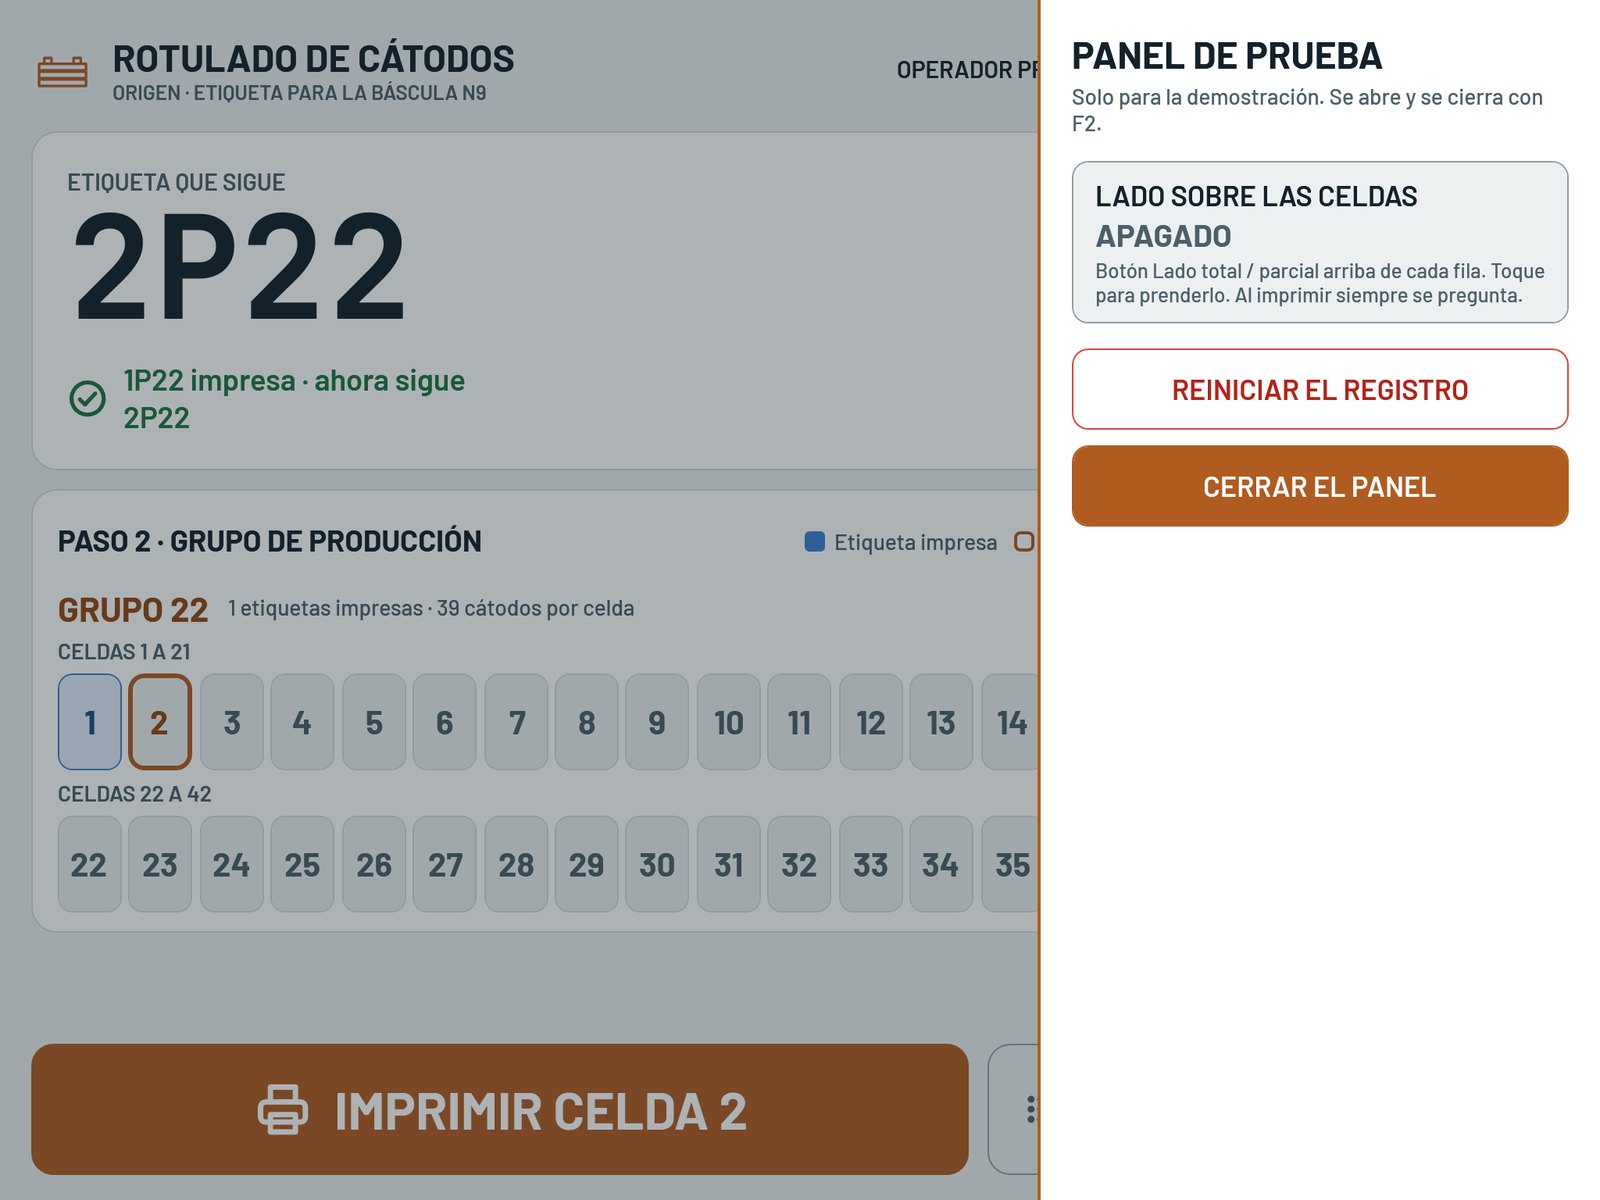 ROTULADO DE CÁTODOS
ORIGEN · ETIQUETA PARA LA BÁSCULA N9
OPERADOR
ETIQUETA QUE SIGUE
2P22
1P22 impresa · ahora sigue
2P22
PASO 2 · GRUPO DE PRODUCCIÓN
Etiqueta impresa
GRUPO 22
1 etiquetas impresas · 39 cátodos por celda
CELDAS 1 A 21
1 2 3 4 5 6 7 8 9 10 11 12 13 14
CELDAS 22 A 42
22 23 24 25 26 27 28 29 30 31 32 33 34 35
IMPRIMIR CELDA 2
PANEL DE PRUEBA
Solo para la demostración. Se abre y se cierra con
F2.
LADO SOBRE LAS CELDAS
APAGADO
Botón Lado total / parcial arriba de cada fila. Toque
para prenderlo. Al imprimir siempre se pregunta.
REINICIAR EL REGISTRO
CERRAR EL PANEL